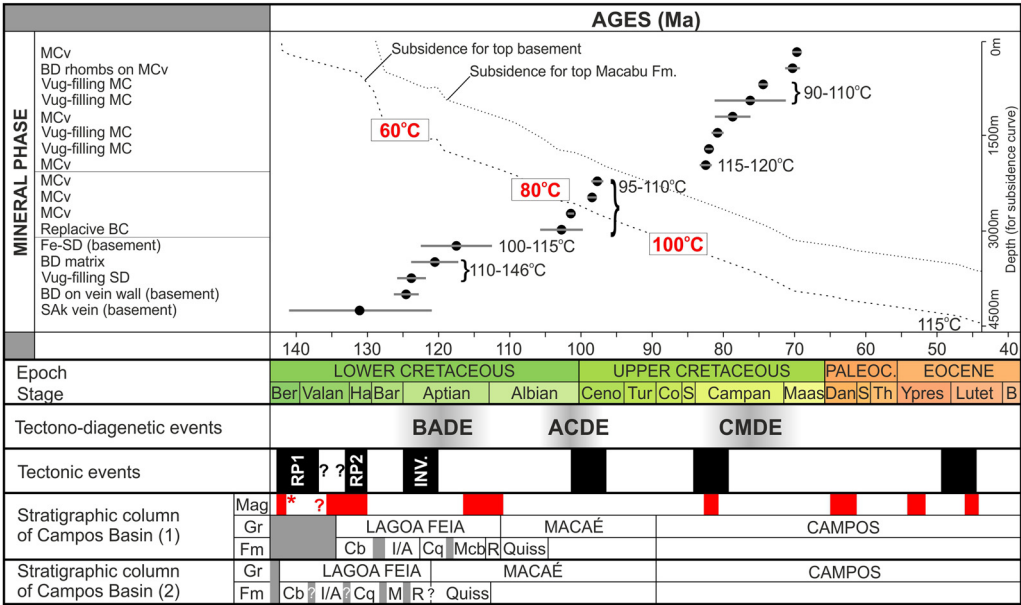 AGES (Ma)
MINERAL PHASE
MCv
BD rhombs on MCv
Vug-filling MC
Vug-filling MC
MCv
Vug-filling MC
Vug-filling MC
MCv
MCv
MCv
MCv
Replacive BC
Fe-SD (basement)
BD matrix
Vug-filling SD
BD on vein wall (basement)
SAk vein (basement)
Subsidence for top basement
Subsidence for top Macabu Fm.
90-110°C
60°C
115-120°C
80°C
95-110°C
100-115°C
100°C
110-146°C
115°C
0m
1500m
3000m
4500m
Depth (for subsidence curve)
140 130 120 110 100 90 80 70 60 50 40
Epoch LOWER CRETACEOUS UPPER CRETACEOUS PALEOC. EOCENE
Stage Ber Valan Ha Bar Aptian Albian Ceno Tur Co S Campan Maas Dan S Th Ypres Lutet B
Tectono-diagenetic events BADE ACDE CMDE
Tectonic events RP1 ? ? RP2 INV.
Stratigraphic column
of Campos Basin (1)
Mag * ?
Gr LAGOA FEIA MACAÉ CAMPOS
Fm Cb I/A Cq Mcb R Quiss
Stratigraphic column
of Campos Basin (2)
Gr LAGOA FEIA MACAÉ CAMPOS
Fm Cb ? I/A ? Cq M R ? Quiss